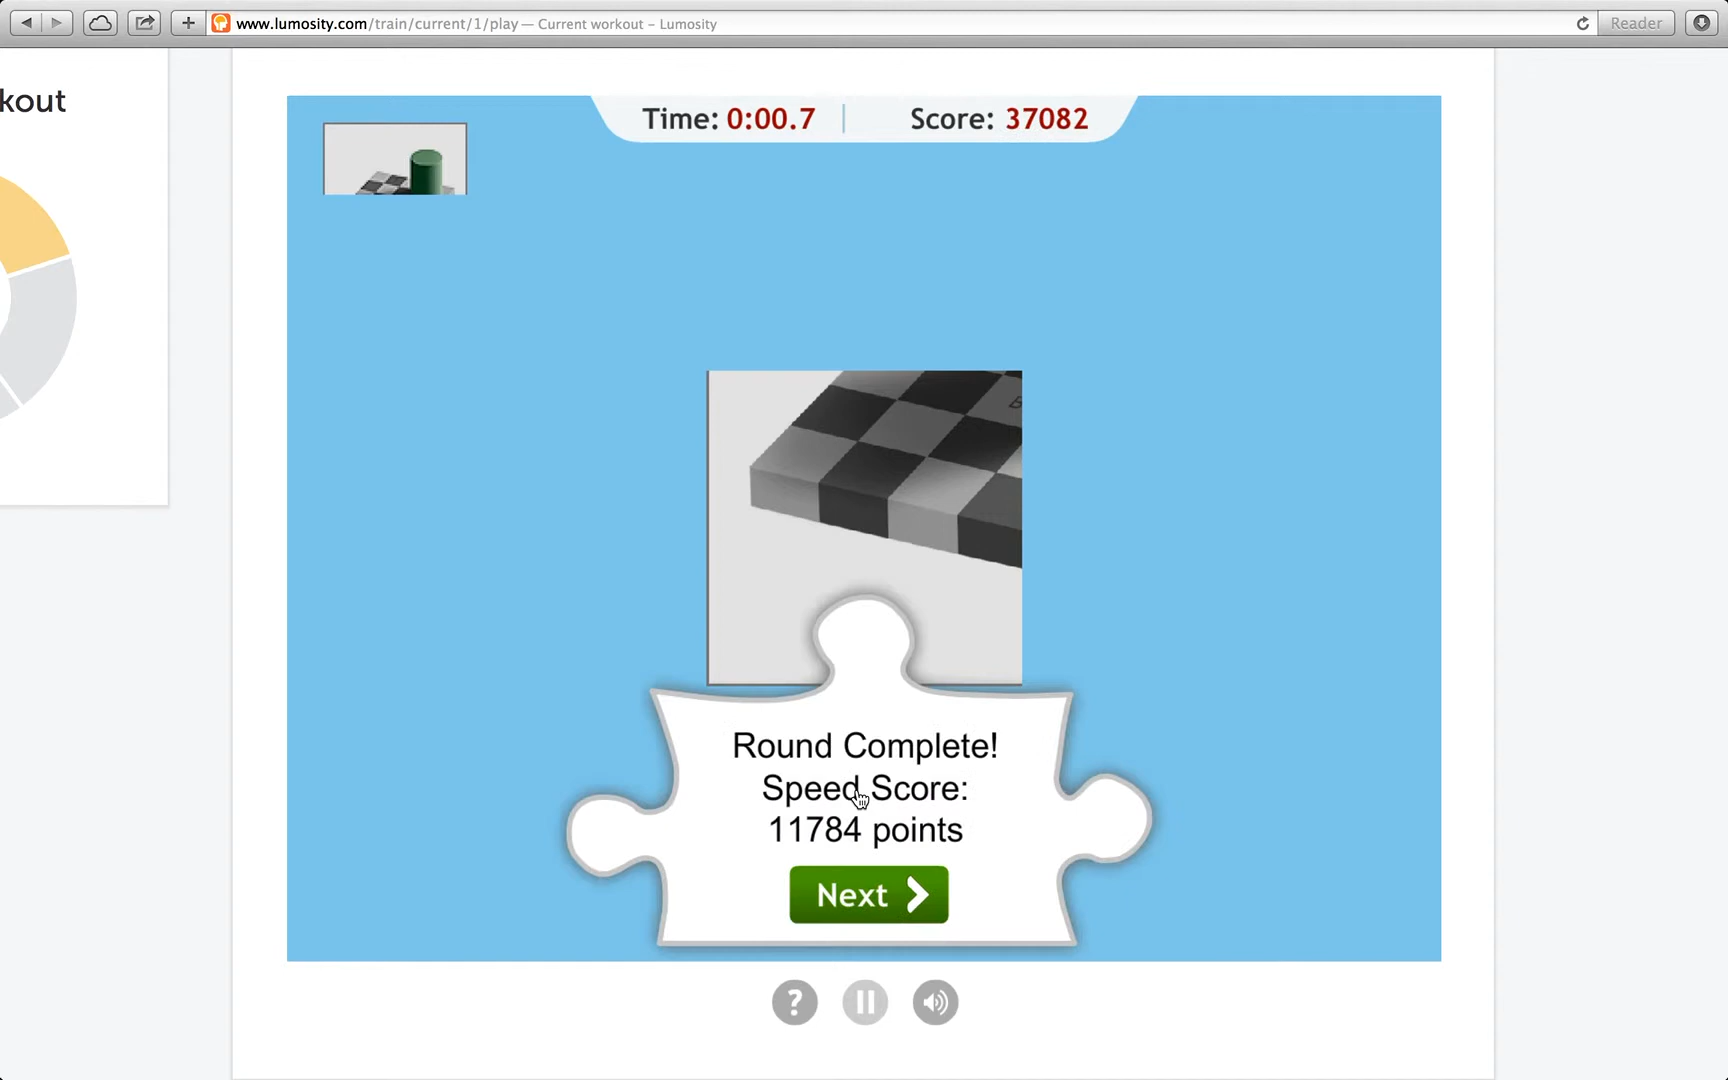 www.lumosity.com/train/current/1/play — Current workout – Lumosity
Reader
kout
Time: 0:00.7 Score: 37082
B
Round Complete!
Speed Score:
11784 points
Next
?